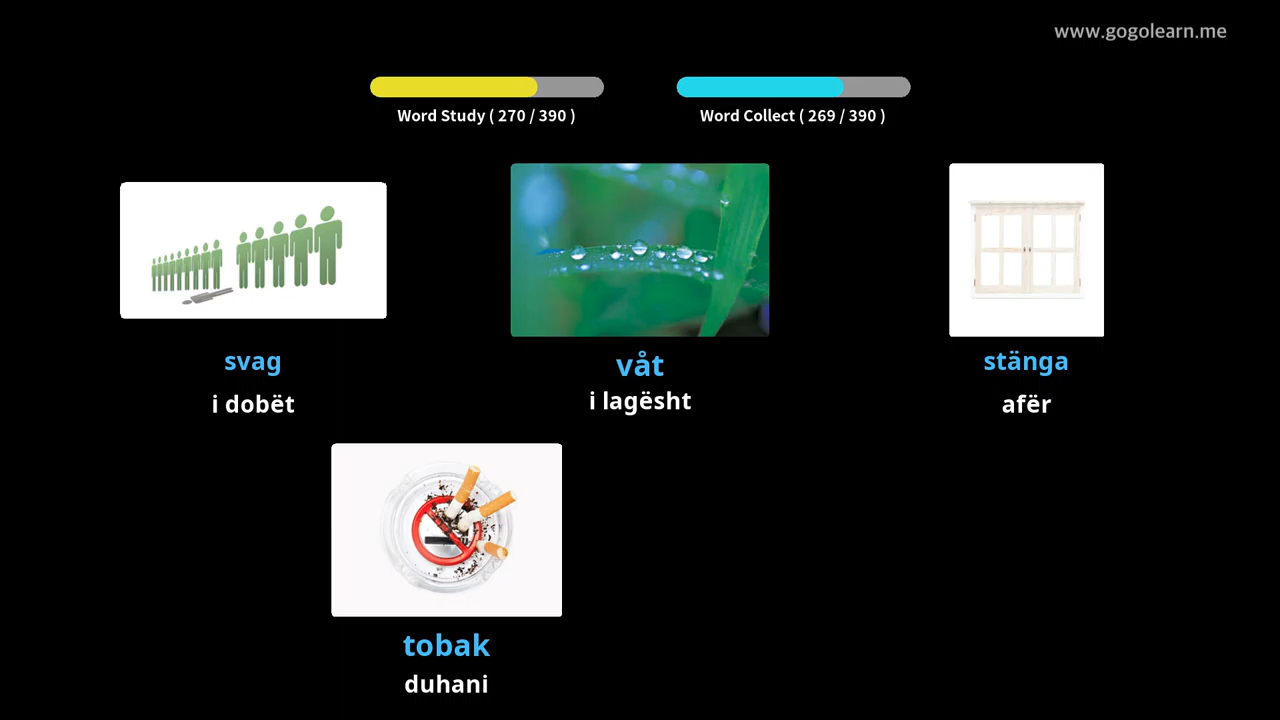 www.gogolearn.me
Word Study ( 270 / 390 )
Word Collect ( 269 / 390 )
svag
i dobët
våt
i lagësht
stänga
afër
tobak
duhani